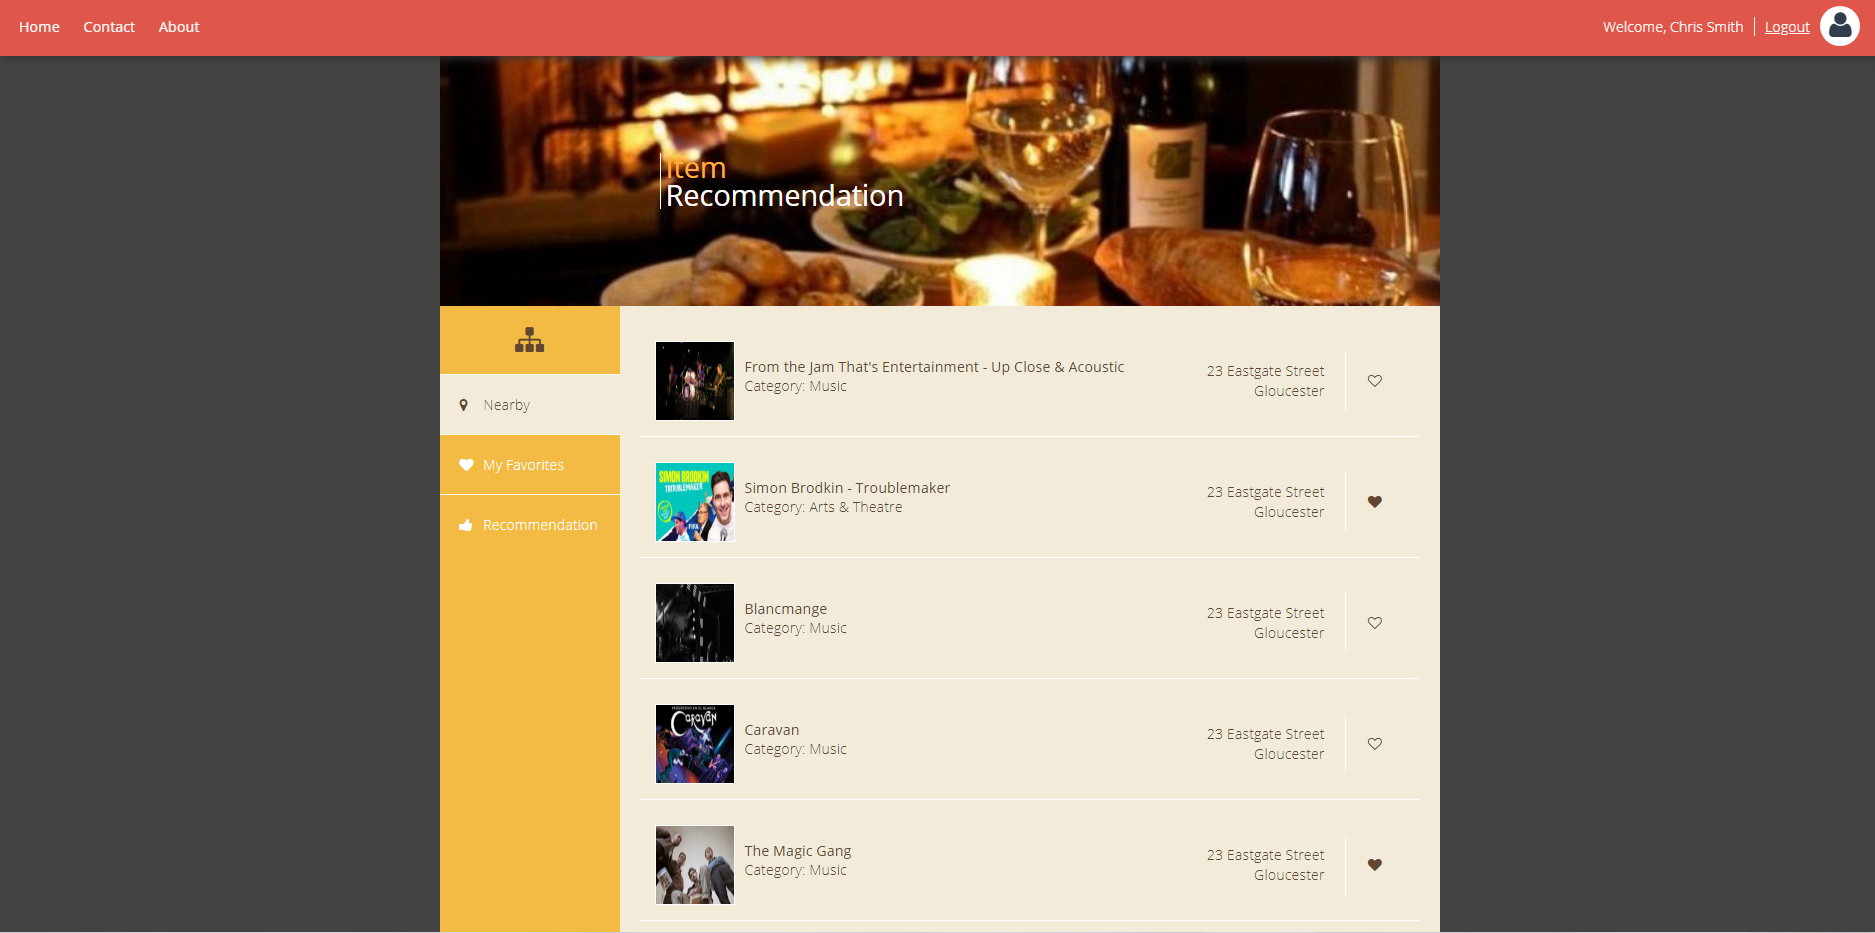 Home Contact About
Welcome, Chris Smith Logout
Item
Recommendation
Nearby
My Favorites
Recommendation
From the Jam That's Entertainment - Up Close & Acoustic
Category: Music
23 Eastgate Street
Gloucester
SIMON BRODKIN
TROUBLEMAKER
FIFA
Simon Brodkin - Troublemaker
Category: Arts & Theatre
23 Eastgate Street
Gloucester
Blancmange
Category: Music
23 Eastgate Street
Gloucester
Caravan
Caravan
Category: Music
23 Eastgate Street
Gloucester
The Magic Gang
Category: Music
23 Eastgate Street
Gloucester